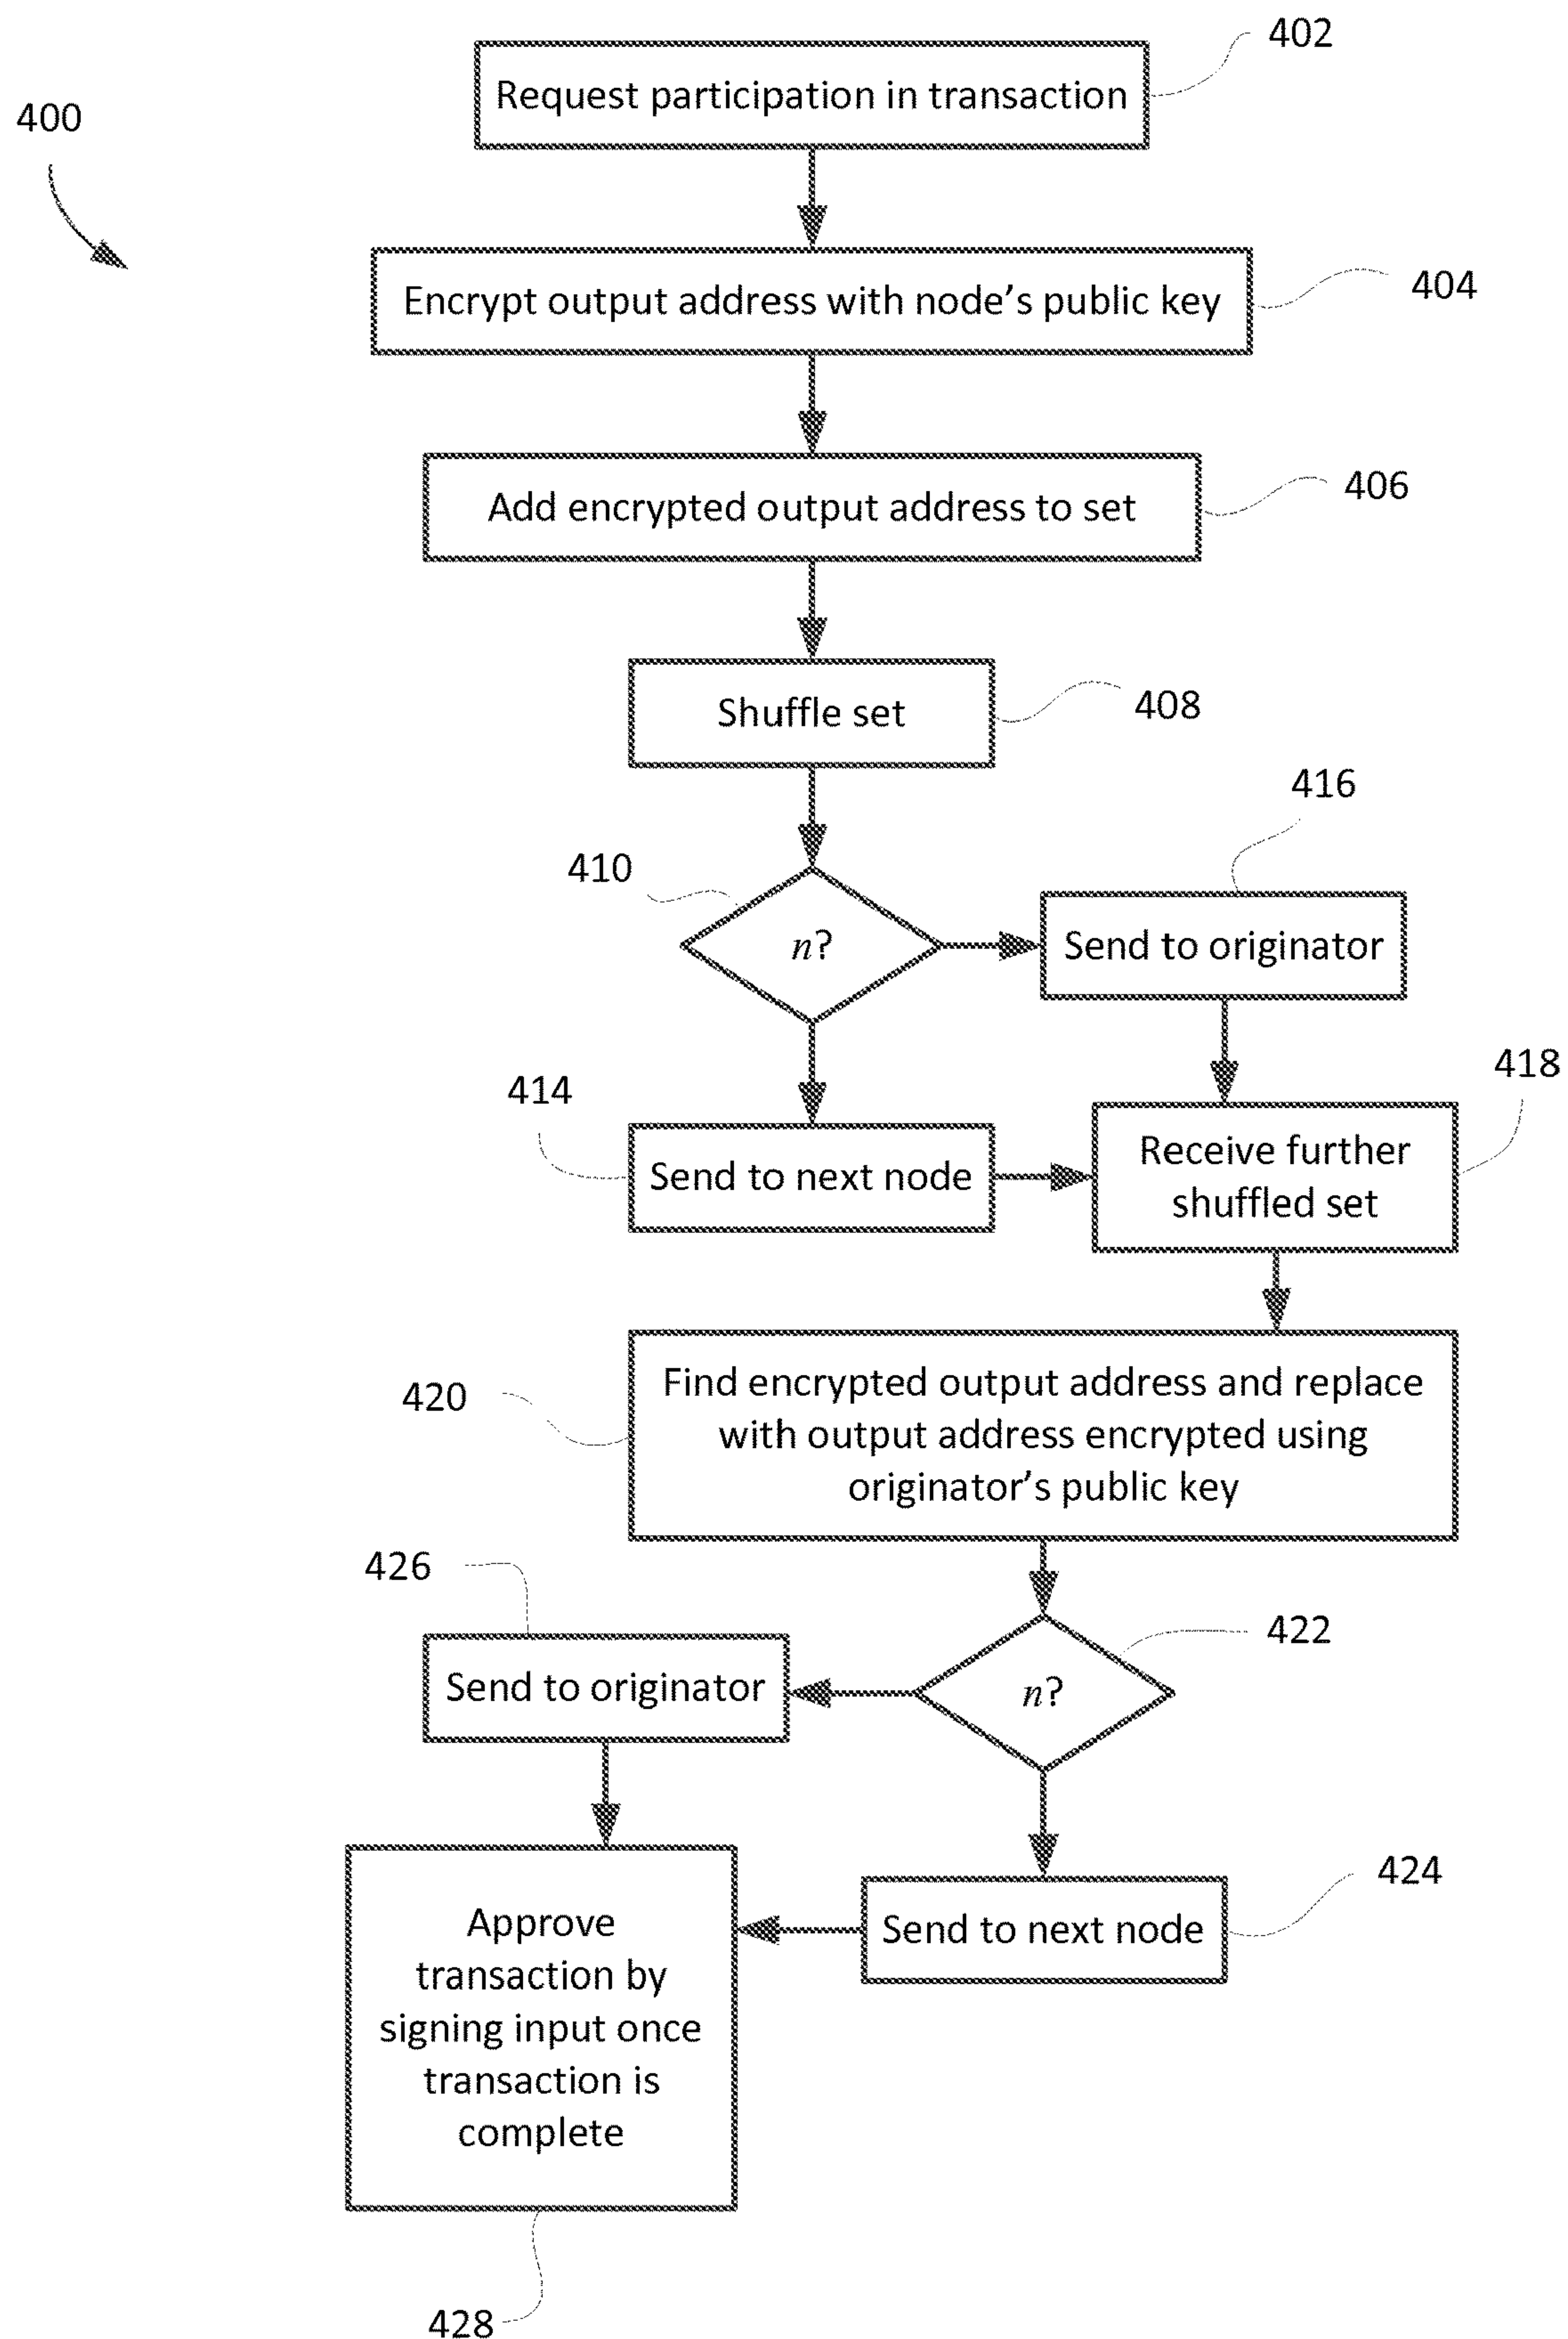 402
Request participation in transaction
400
Encrypt output address with node’s public key
404
Add encrypted output address to set
406
Shuffle set
408
416
410
n?
Send to originator
418
414
Send to next node
Receive further
shuffled set
420
Find encrypted output address and replace
with output address encrypted using
originator’s public key
426
422
Send to originator
n?
424
Send to next node
Approve
transaction by
signing input once
transaction is
complete
428